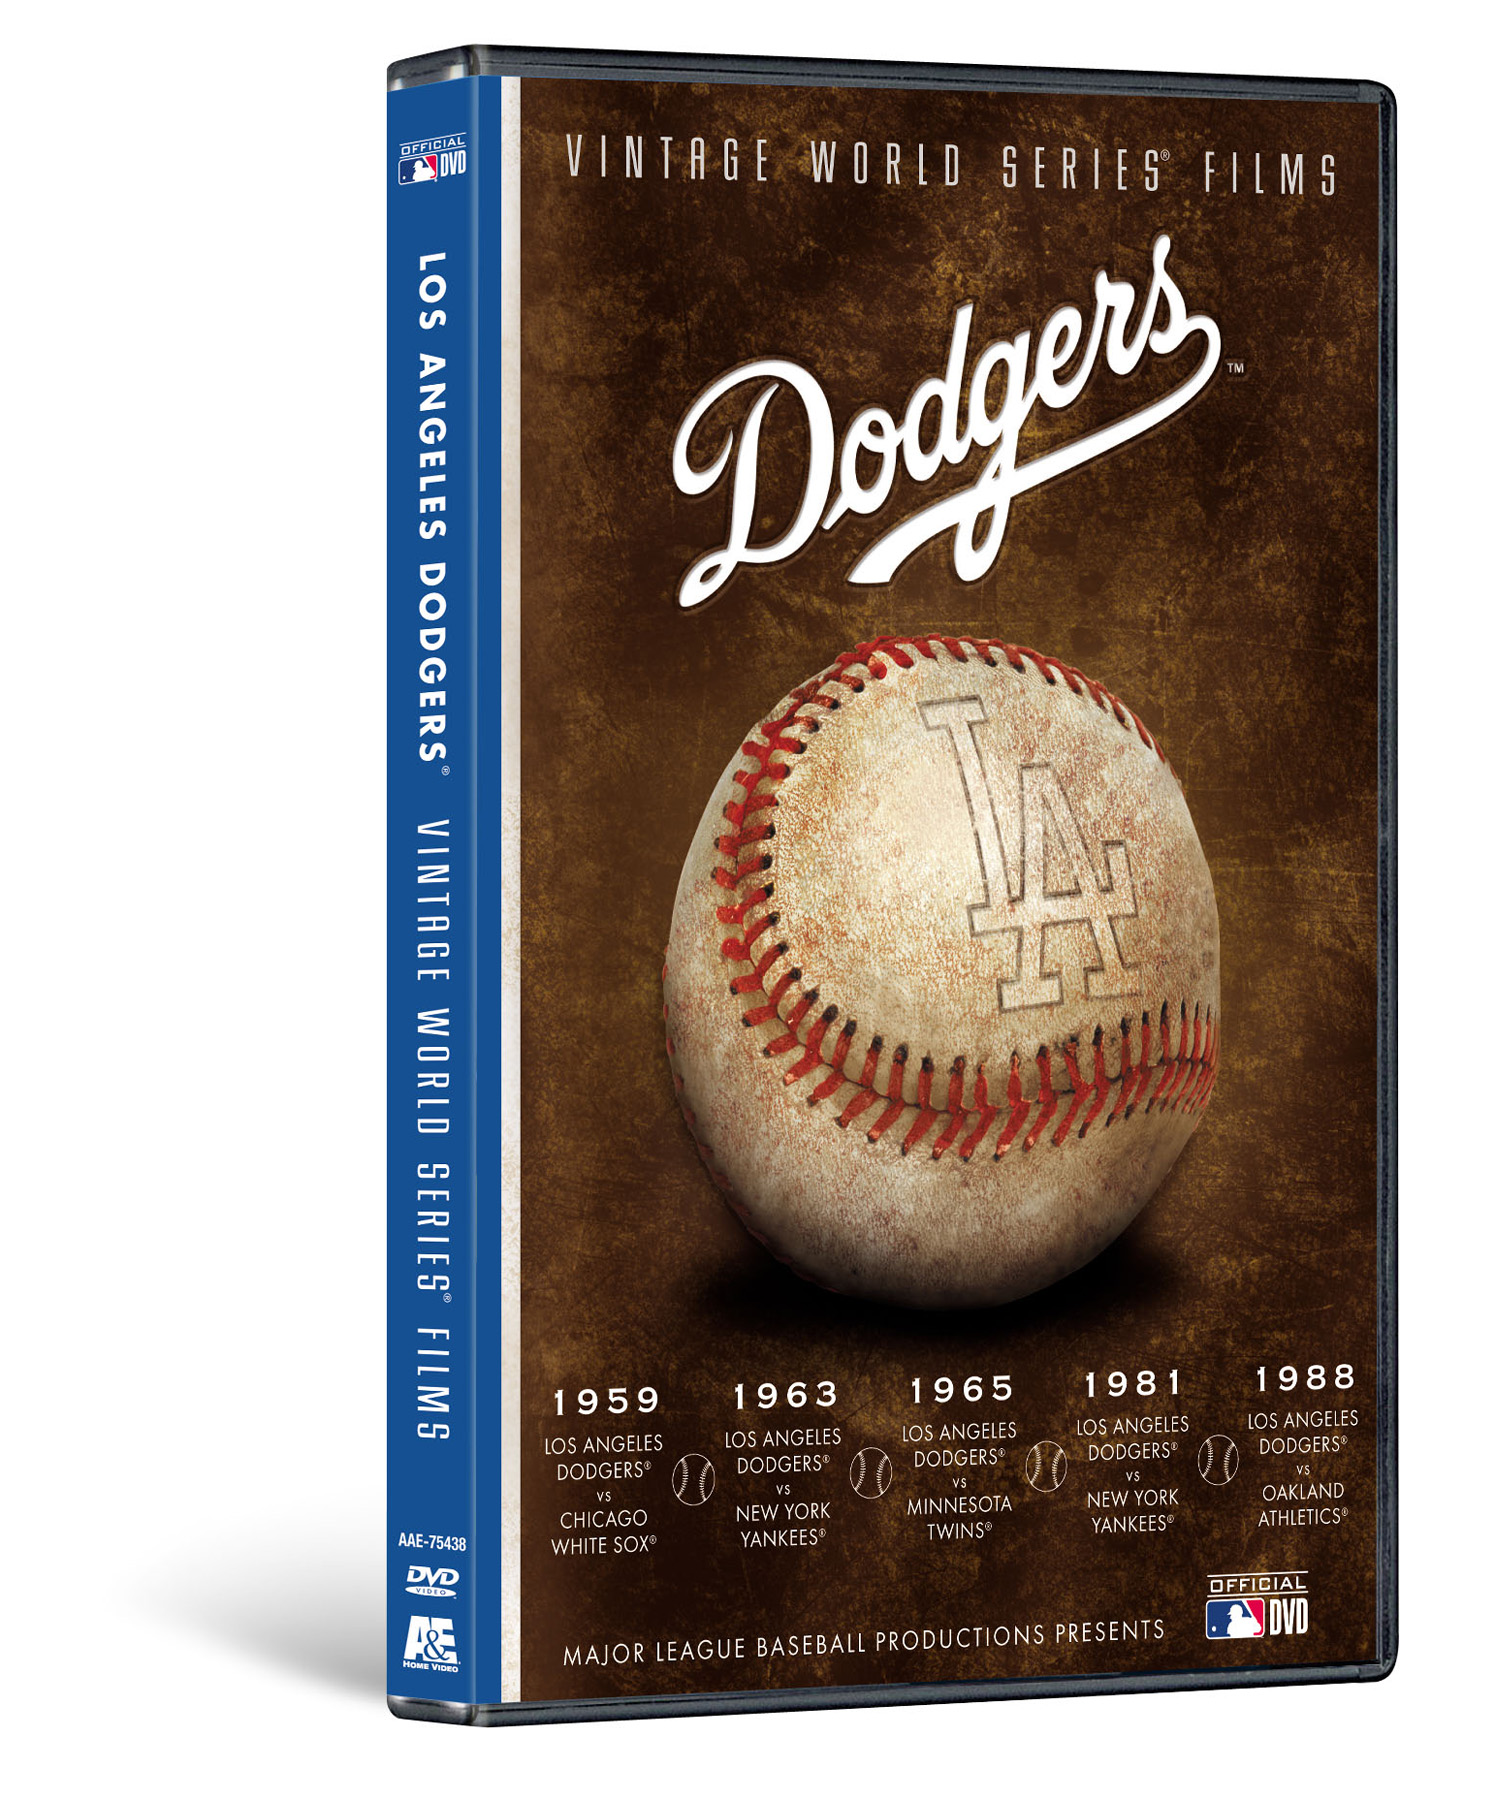 OFFICIAL
DVD
LOS ANGELES DODGERS® VINTAGE WORLD SERIES® FILMS
AAE-75438
DVD
VIDEO
A&E
HOME VIDEO
VINTAGE WORLD SERIES® FILMS
Dodgers™
LA
1959
LOS ANGELES
DODGERS®
VS
CHICAGO
WHITE SOX®
1963
LOS ANGELES
DODGERS®
VS
NEW YORK
YANKEES®
1965
LOS ANGELES
DODGERS®
VS
MINNESOTA
TWINS®
1981
LOS ANGELES
DODGERS®
VS
NEW YORK
YANKEES®
1988
LOS ANGELES
DODGERS®
VS
OAKLAND
ATHLETICS®
MAJOR LEAGUE BASEBALL PRODUCTIONS PRESENTS
OFFICIAL
DVD